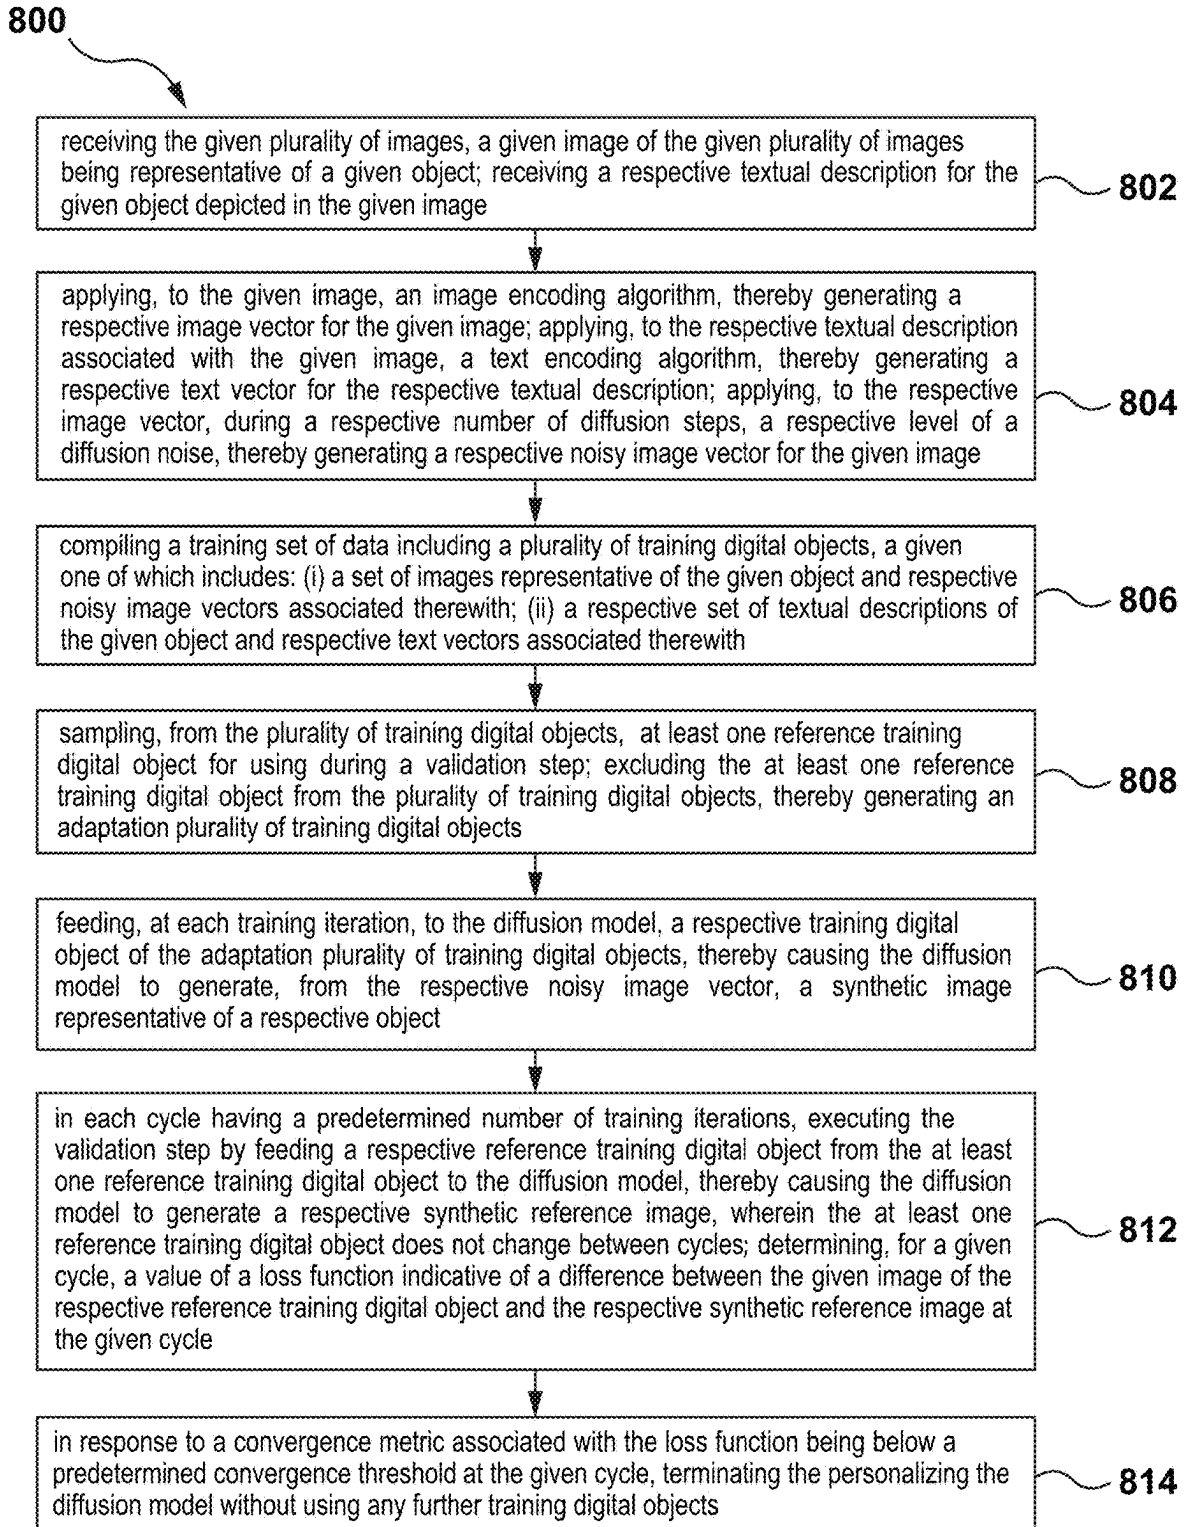 800
receiving the given plurality of images, a given image of the given plurality of images
being representative of a given object; receiving a respective textual description for the
given object depicted in the given image
802
applying, to the given image, an image encoding algorithm, thereby generating a
respective image vector for the given image; applying, to the respective textual description
associated with the given image, a text encoding algorithm, thereby generating a
respective text vector for the respective textual description; applying, to the respective
image vector, during a respective number of diffusion steps, a respective level of a
diffusion noise, thereby generating a respective noisy image vector for the given image
804
compiling a training set of data including a plurality of training digital objects, a given
one of which includes: (i) a set of images representative of the given object and respective
noisy image vectors associated therewith; (ii) a respective set of textual descriptions of
the given object and respective text vectors associated therewith
806
sampling, from the plurality of training digital objects, at least one reference training
digital object for using during a validation step; excluding the at least one reference
training digital object from the plurality of training digital objects, thereby generating an
adaptation plurality of training digital objects
808
feeding, at each training iteration, to the diffusion model, a respective training digital
object of the adaptation plurality of training digital objects, thereby causing the diffusion
model to generate, from the respective noisy image vector, a synthetic image
representative of a respective object
810
in each cycle having a predetermined number of training iterations, executing the
validation step by feeding a respective reference training digital object from the at least
one reference training digital object to the diffusion model, thereby causing the diffusion
model to generate a respective synthetic reference image, wherein the at least one
reference training digital object does not change between cycles; determining, for a given
cycle, a value of a loss function indicative of a difference between the given image of the
respective reference training digital object and the respective synthetic reference image at
the given cycle
812
in response to a convergence metric associated with the loss function being below a
predetermined convergence threshold at the given cycle, terminating the personalizing the
diffusion model without using any further training digital objects
814